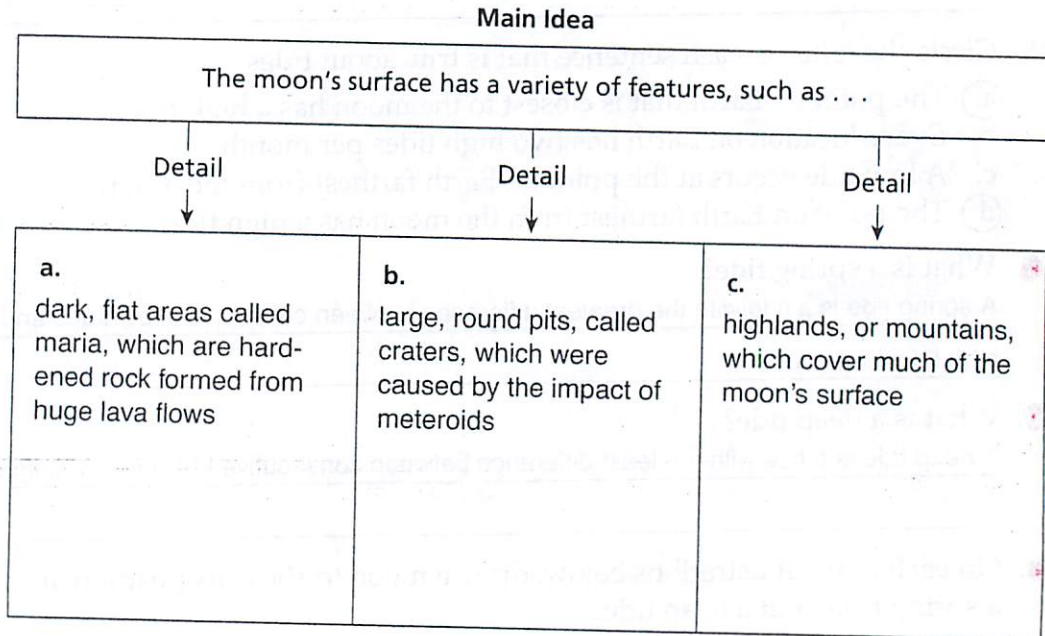 Main Idea
The moon's surface has a variety of features, such as . . .
Detail
Detail
Detail
a.
dark, flat areas called
maria, which are hard-
ened rock formed from
huge lava flows
b.
large, round pits, called
craters, which were
caused by the impact of
meteroids
c.
highlands, or mountains,
which cover much of the
moon's surface